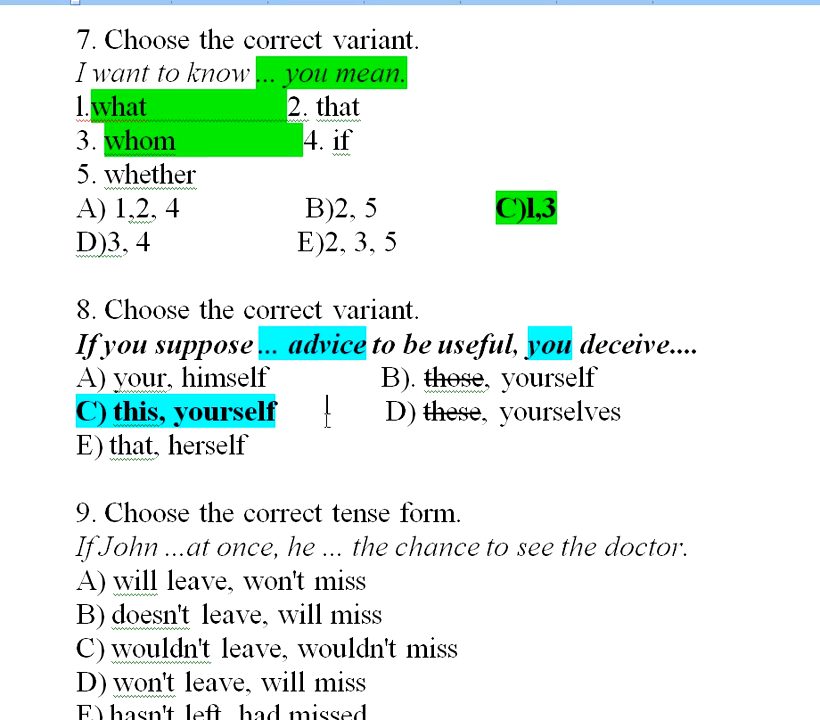 7. Choose the correct variant.
I want to know ... you mean.
1.what 2. that
3. whom 4. if
5. whether
A) 1,2, 4 B)2, 5 C)1,3
D)3, 4 E)2, 3, 5
8. Choose the correct variant.
If you suppose ... advice to be useful, you deceive....
A) your, himself B). those, yourself
C) this, yourself D) these, yourselves
E) that, herself
9. Choose the correct tense form.
If John ...at once, he ... the chance to see the doctor.
A) will leave, won't miss
B) doesn't leave, will miss
C) wouldn't leave, wouldn't miss
D) won't leave, will miss
E) hasn't left, had missed